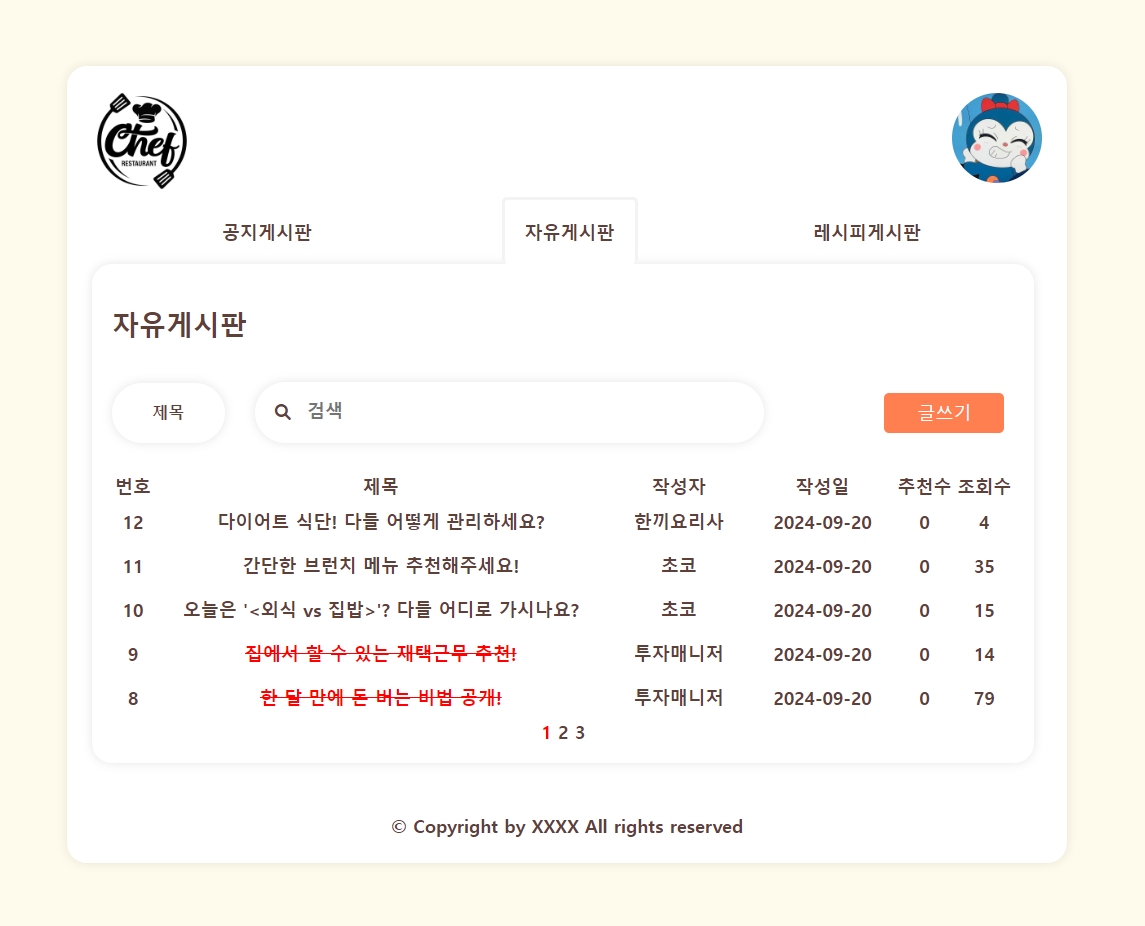 Chef
RESTAURANT
공지게시판 자유게시판 레시피게시판
자유게시판
제목 검색 글쓰기
번호 제목 작성자 작성일 추천수 조회수
12 다이어트 식단! 다들 어떻게 관리하세요? 한끼요리사 2024-09-20 0 4
11 간단한 브런치 메뉴 추천해주세요! 초코 2024-09-20 0 35
10 오늘은 '<외식 vs 집밥>'? 다들 어디로 가시나요? 초코 2024-09-20 0 15
9 집에서 할 수 있는 재택근무 추천! 투자매니저 2024-09-20 0 14
8 한 달 만에 돈 버는 비법 공개! 투자매니저 2024-09-20 0 79
1 2 3
© Copyright by XXXX All rights reserved